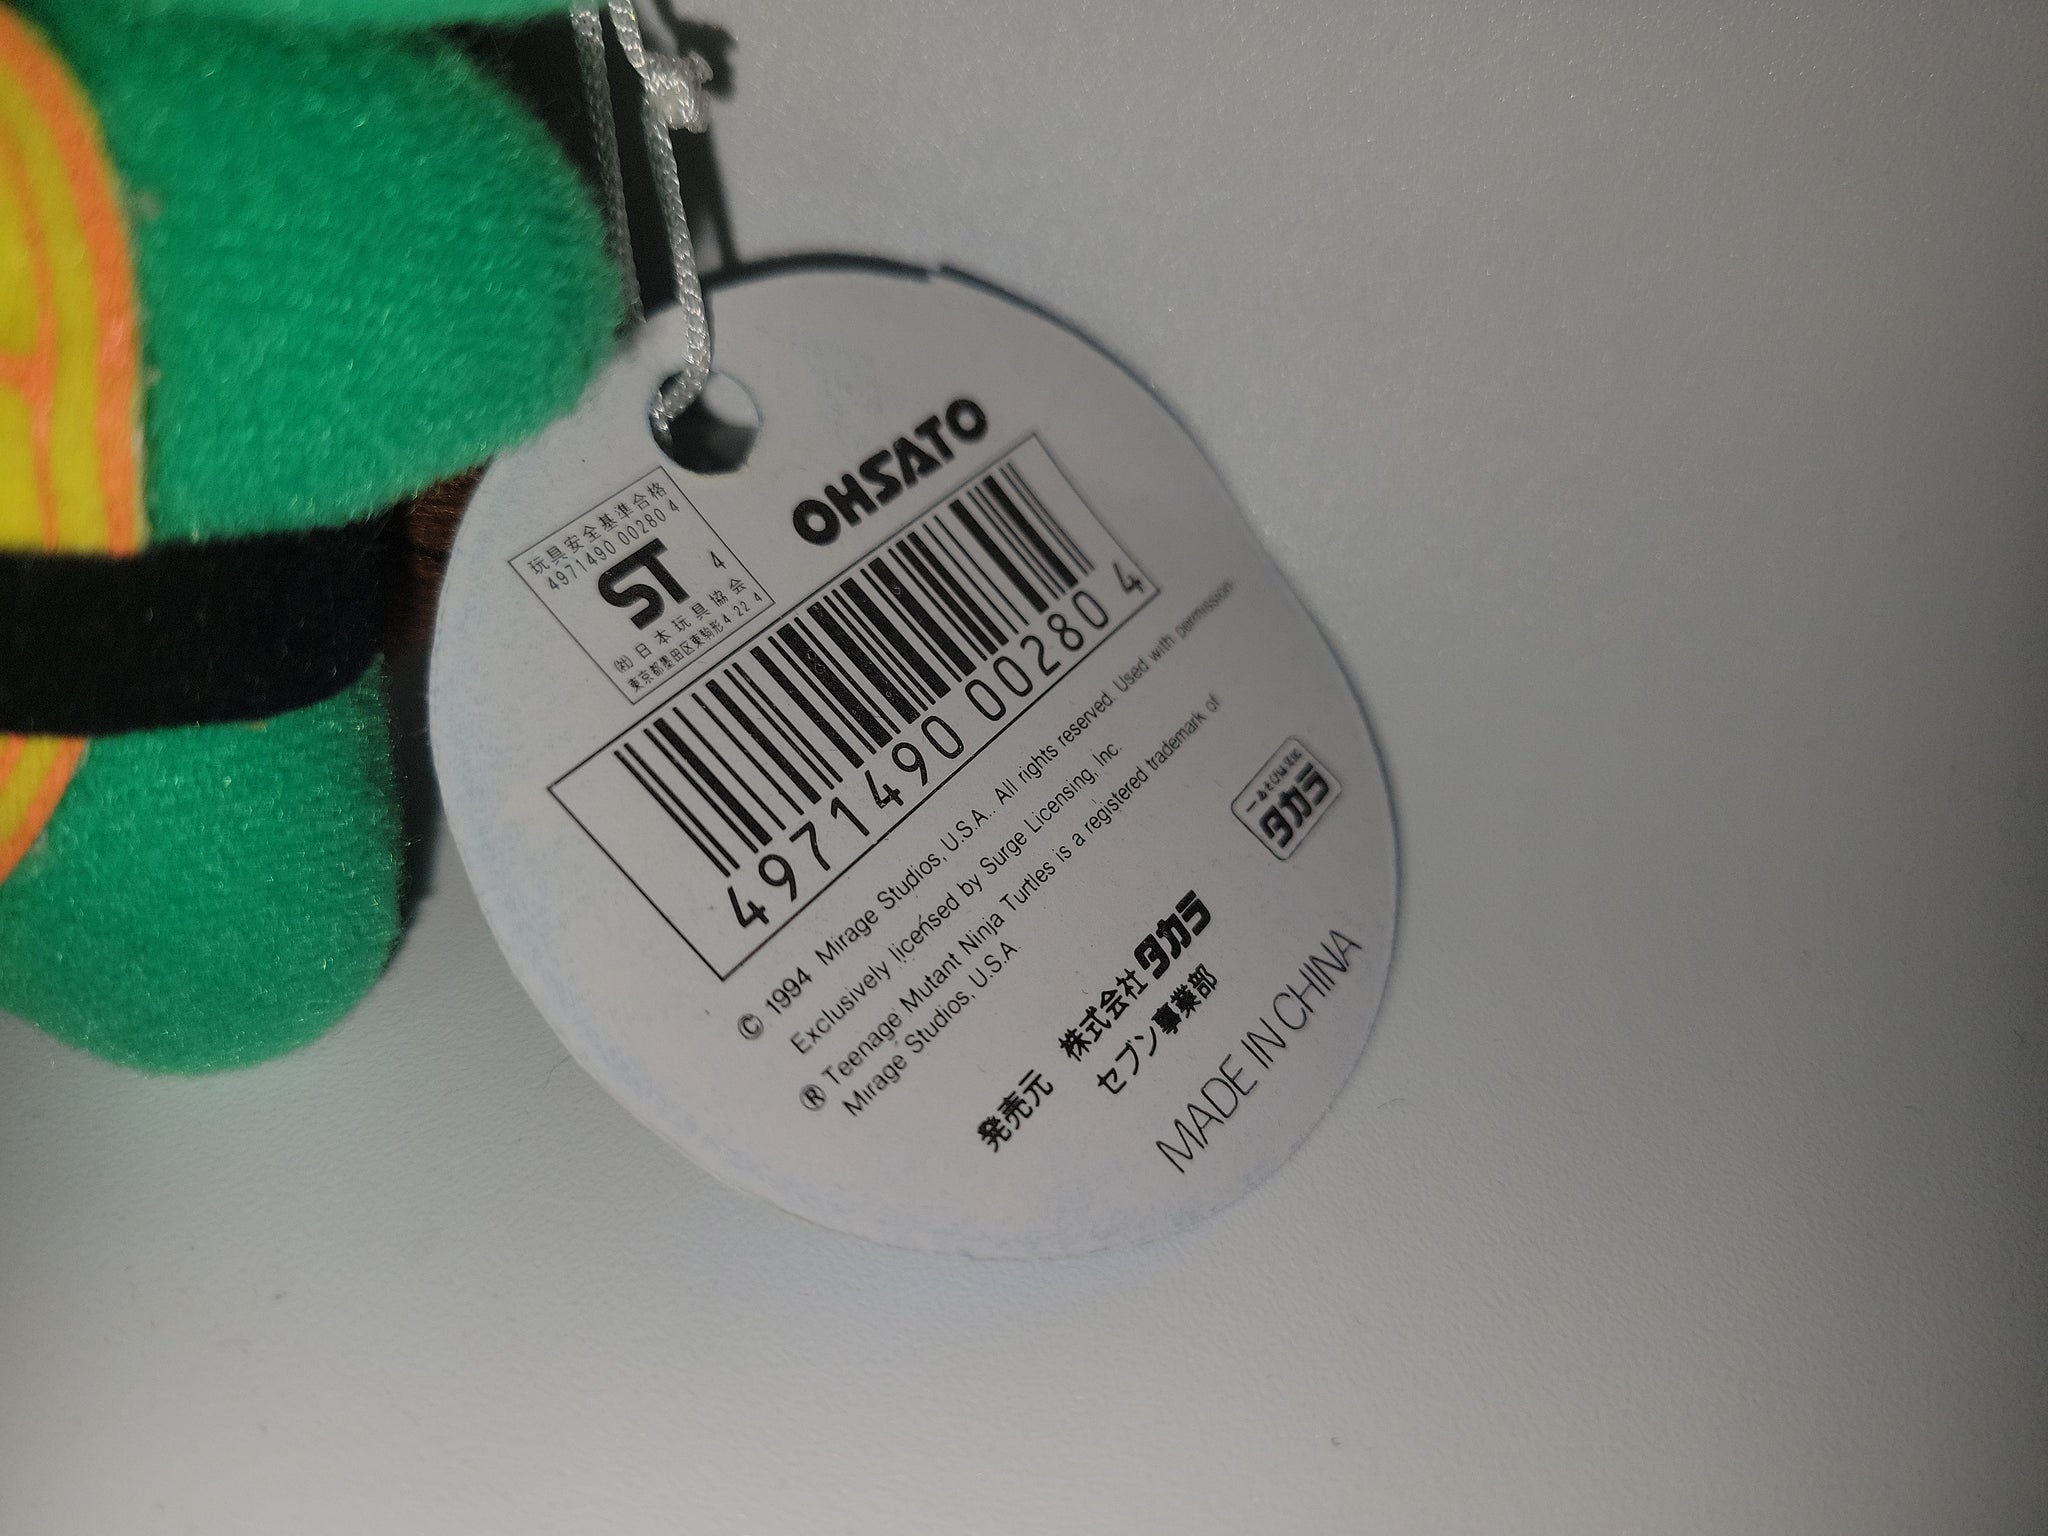 OHSATO
玩具安全基準合格
4971490 00280 4
ST 4
(社)日本玩具協会
東京都墨田区東駒形4 22 4
4971490 00280 4
© 1994 Mirage Studios, U.S.A. All rights reserved. Used with permission.
Exclusively licensed by Surge Licensing, Inc.
® Teenage Mutant Ninja Turtles is a registered trademark of
Mirage Studios, U.S.A
タカラ
発売元 株式会社タカラ
セブン事業部
MADE IN CHINA